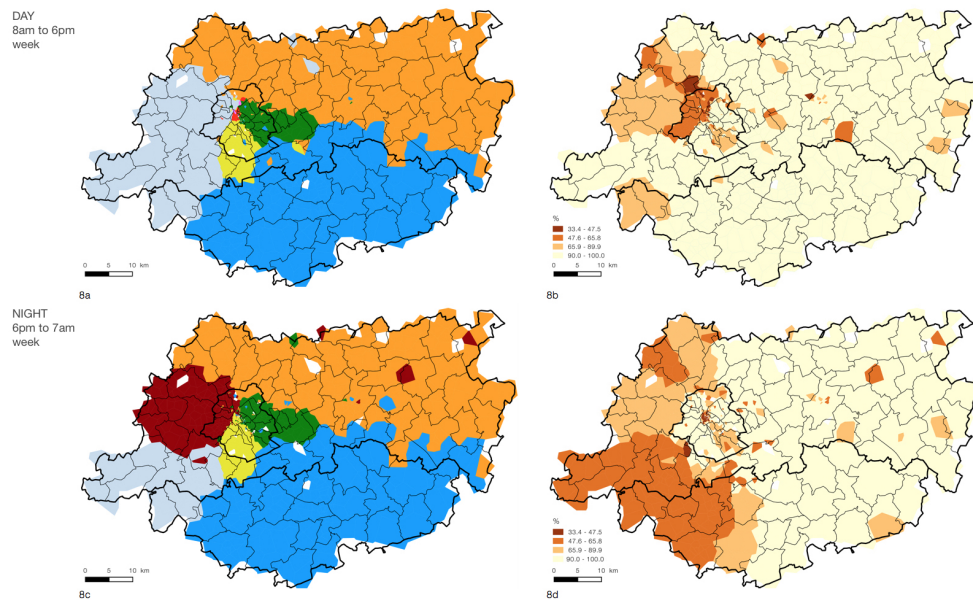 DAY
8am to 6pm
week
0 5 10 km
8a
%
33.4 - 47.5
47.6 - 65.8
65.9 - 89.9
90.0 - 100.0
0 5 10 km
8b
NIGHT
6pm to 7am
week
0 5 10 km
8c
%
33.4 - 47.5
47.6 - 65.8
65.9 - 89.9
90.0 - 100.0
0 5 10 km
8d